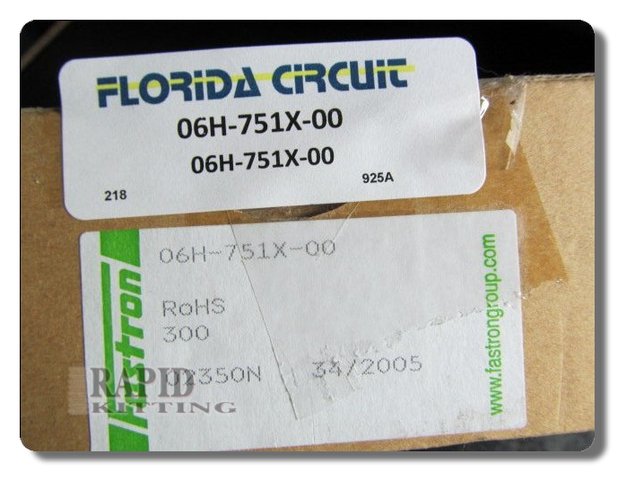 FLORIDA CIRCUIT
06H-751X-00
06H-751X-00
218
925A
fastron
06H-751X-00
RoHS
300
02350N 34/2005
www.fastrongroup.com
RAPID
KITTING